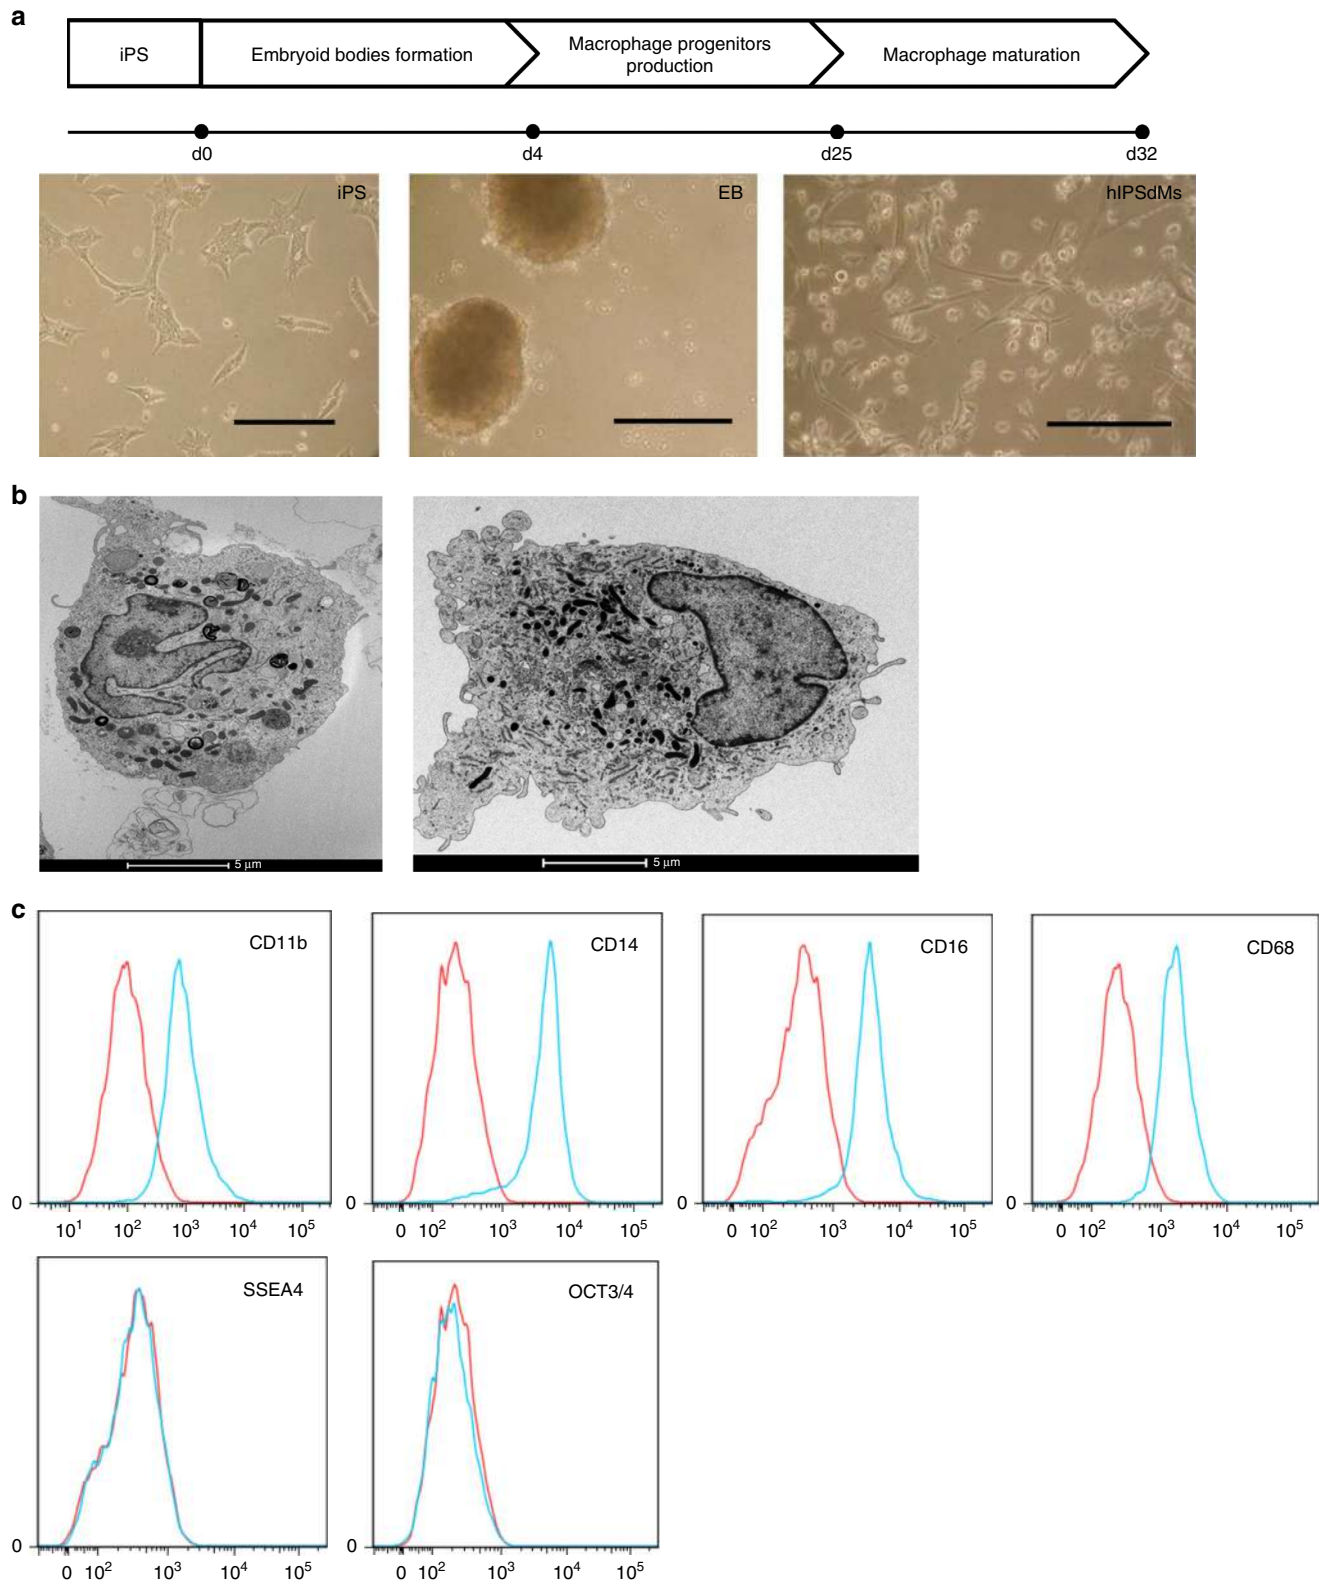 a
iPS
Embryoid bodies formation
Macrophage progenitors
production
Macrophage maturation
d0
d4
d25
d32
iPS
EB
hIPSdMs
b
5 μm
5 μm
c
CD11b
0
10¹ 10² 10³ 10⁴ 10⁵
CD14
0
0 10² 10³ 10⁴ 10⁵
CD16
0
0 10² 10³ 10⁴ 10⁵
CD68
0
0 10² 10³ 10⁴ 10⁵
SSEA4
0
0 10² 10³ 10⁴ 10⁵
OCT3/4
0
0 10² 10³ 10⁴ 10⁵